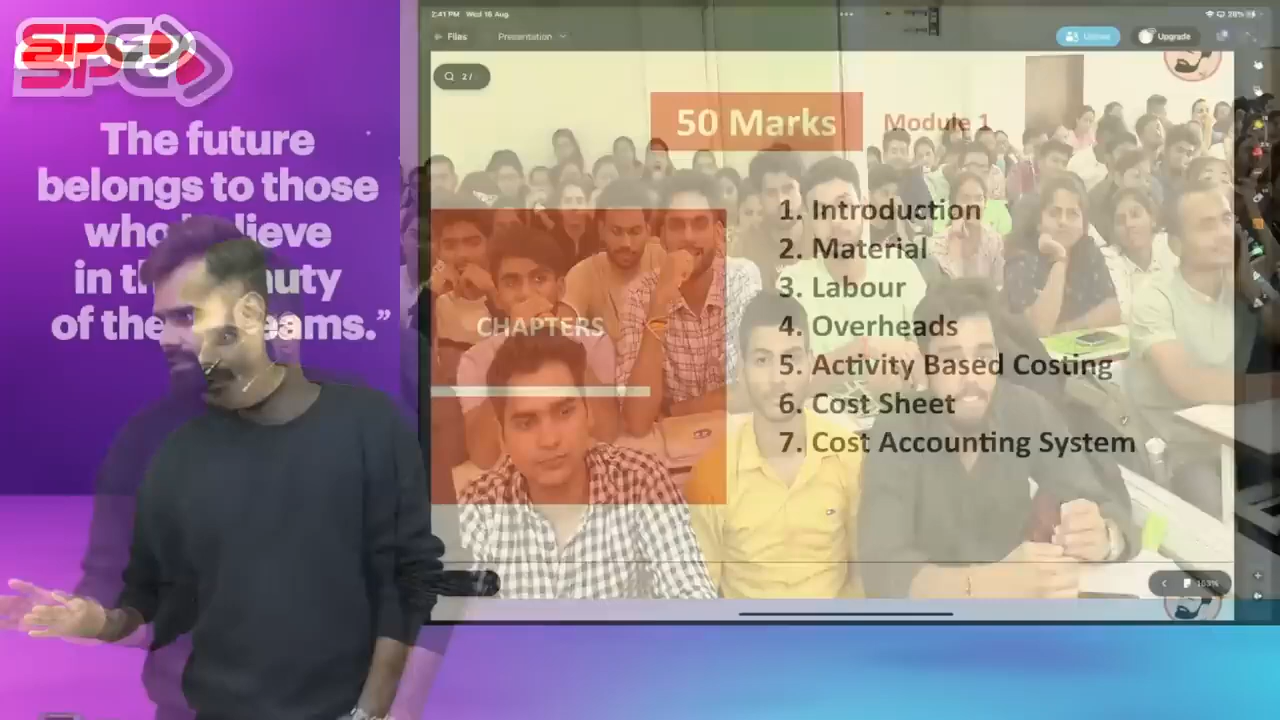 SPC
The future
belongs to those
of the
2:41 PM Wed 16 Aug
28%
Files
Presentation
Upgrade
2/
50 Marks
Module 1
CHAPTERS
1. Introduction
2. Material
3. Labour
4. Overheads
5. Activity Based Costing
6. Cost Sheet
7. Cost Accounting System